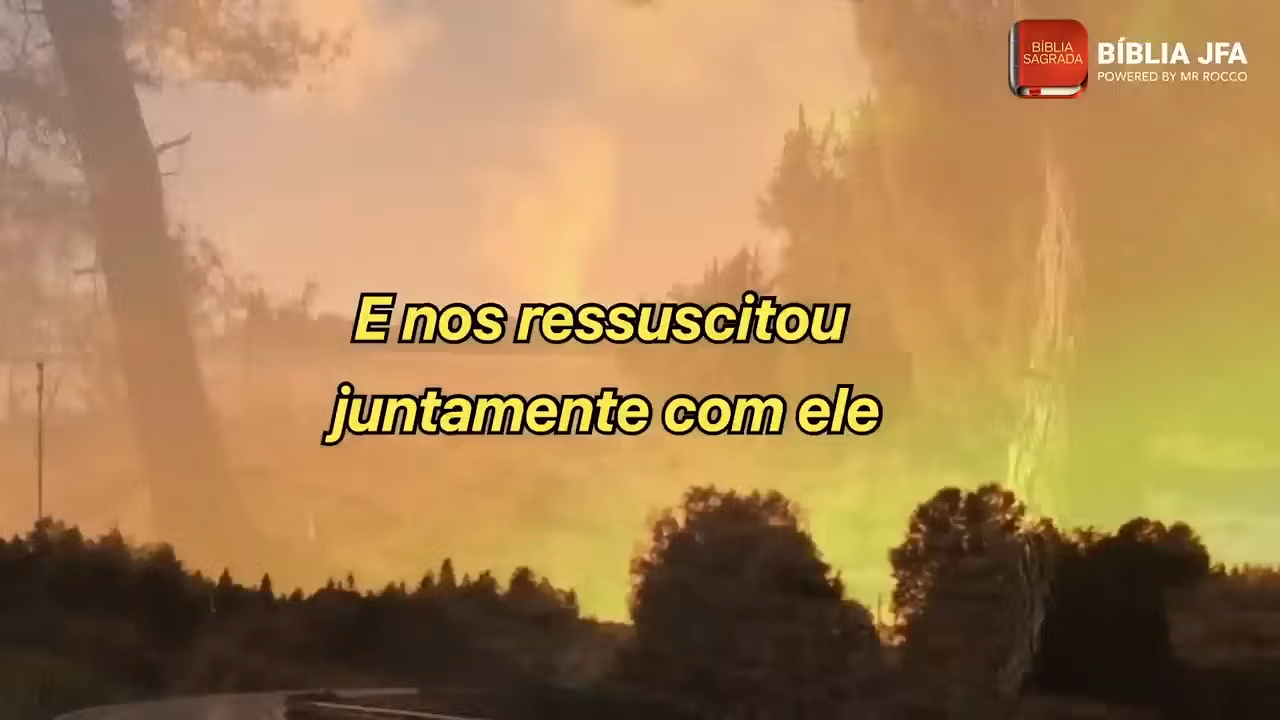 BÍBLIA
SAGRADA
BÍBLIA JFA
POWERED BY MR ROCCO
E nos ressuscitou
juntamente com ele